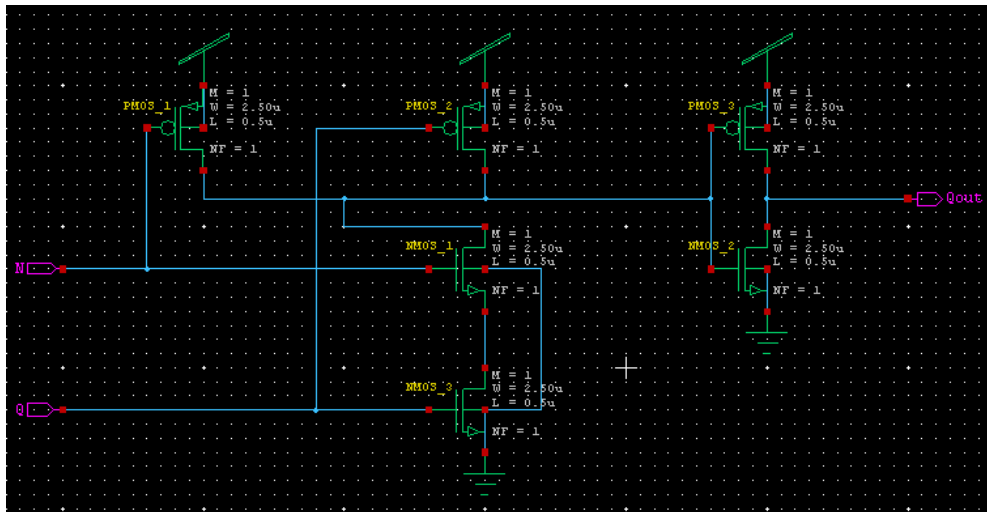 M = 1
PMOS_1
W = 2.50u
L = 0.5u
NF = 1
M = 1
PMOS_2
W = 2.50u
L = 0.5u
NF = 1
M = 1
PMOS_3
W = 2.50u
L = 0.5u
NF = 1
Qout
M = 1
NMOS_1
W = 2.50u
L = 0.5u
NF = 1
M = 1
NMOS_2
W = 2.50u
L = 0.5u
NF = 1
N
M = 1
NMOS_3
W = 2.50u
L = 0.5u
NF = 1
Q